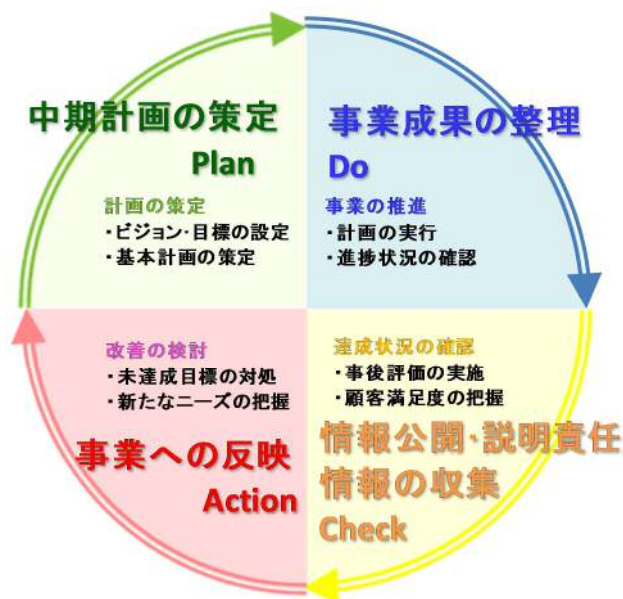 中期計画の策定
Plan
計画の策定
・ビジョン・目標の設定
・基本計画の策定
事業成果の整理
Do
事業の推進
・計画の実行
・進捗状況の確認
達成状況の確認
・事後評価の実施
・顧客満足度の把握
情報公開・説明責任
情報の収集
Check
改善の検討
・未達成目標の対処
・新たなニーズの把握
事業への反映
Action